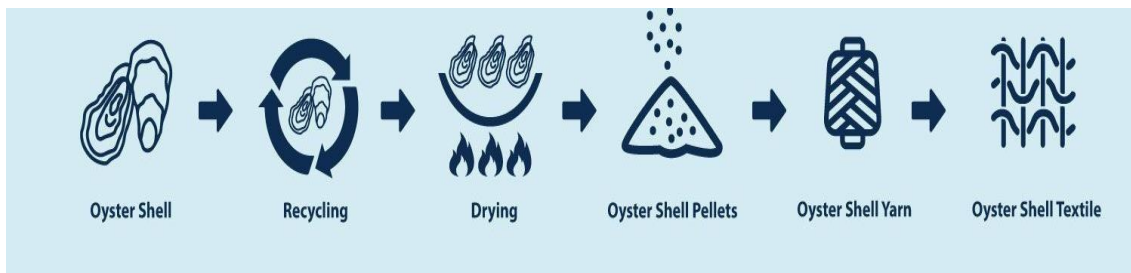 Oyster Shell
Recycling
Drying
Oyster Shell Pellets
Oyster Shell Yarn
Oyster Shell Textile